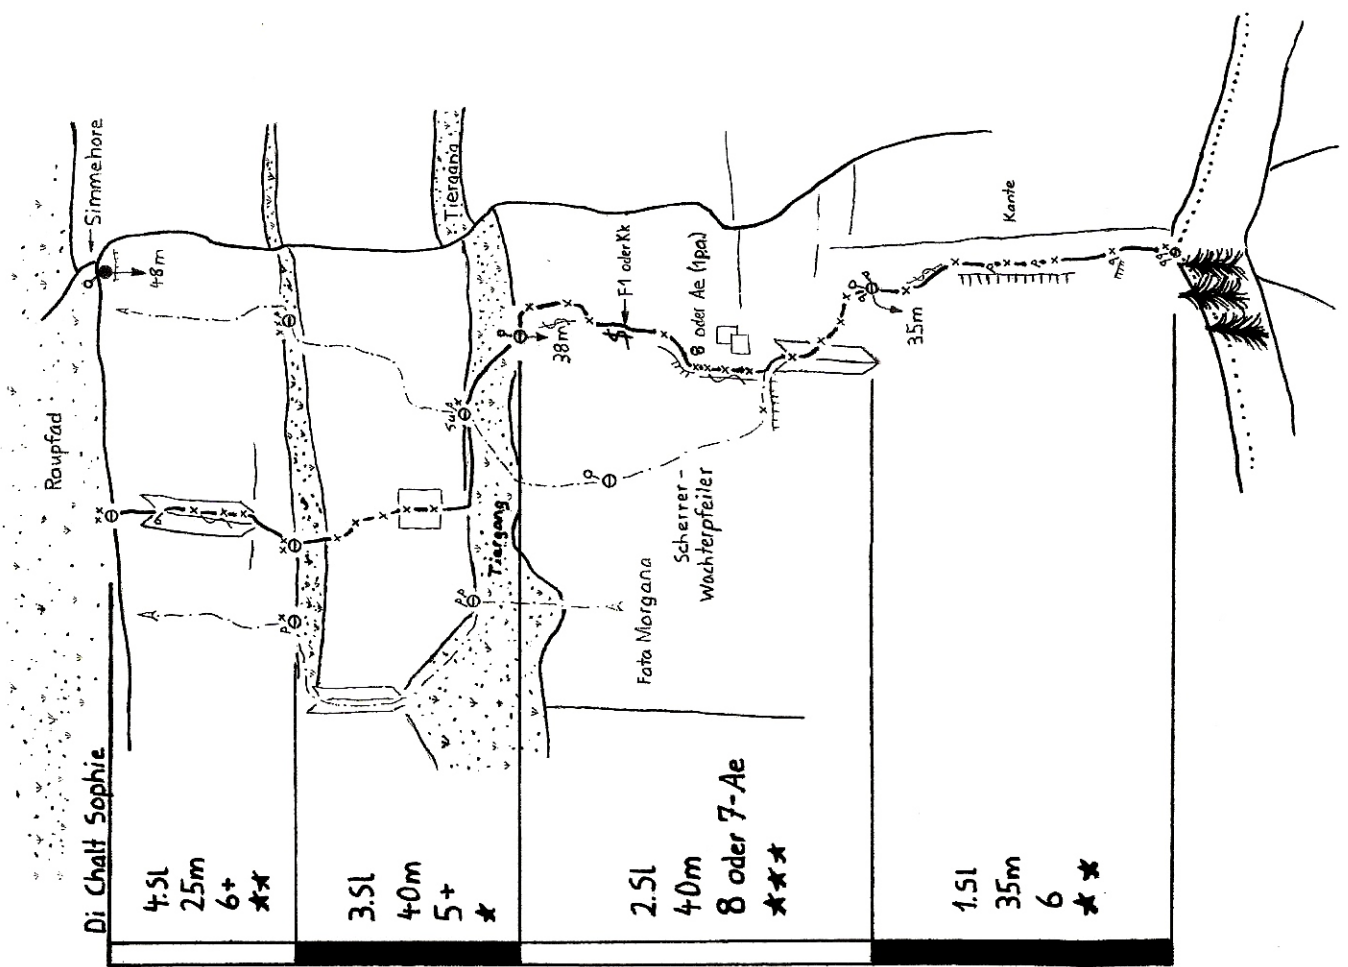 Di Chalt Sophie
4.Sl
25m
6+
★★
3.Sl
40m
5+
★
2.Sl
40m
8 oder 7-Ae
★★★
1.Sl
35m
6
★★
Raupfad
Simmehore
48m
Tiergang
Tiergang
SU
38m
F1 oder Kk
8 oder Ae (1p.a.)
Scherrer-
Wachterpfeiler
Fata Morgana
35m
Kante